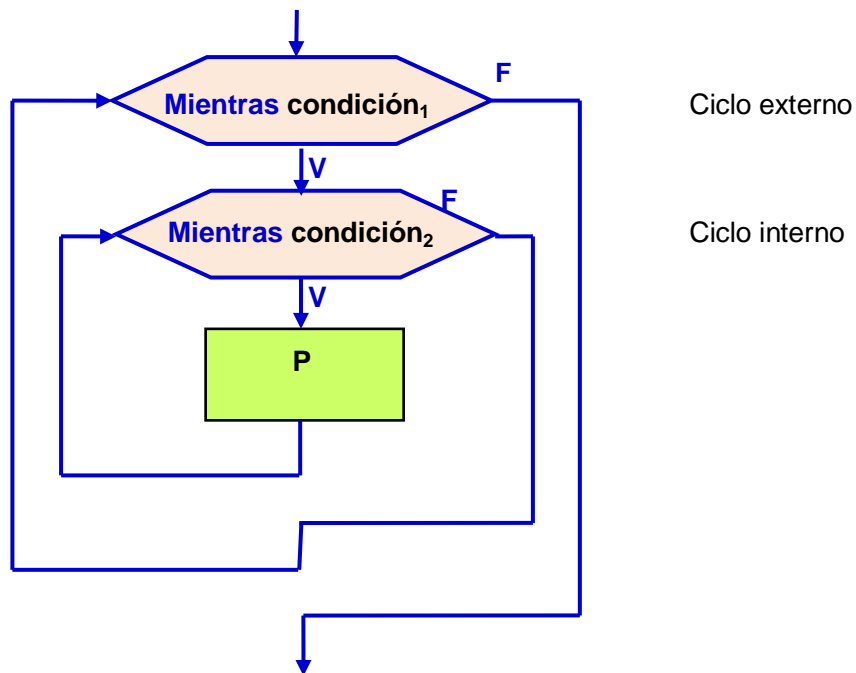 F
Mientras condición₁ Ciclo externo
V
F
Mientras condición₂ Ciclo interno
V
P